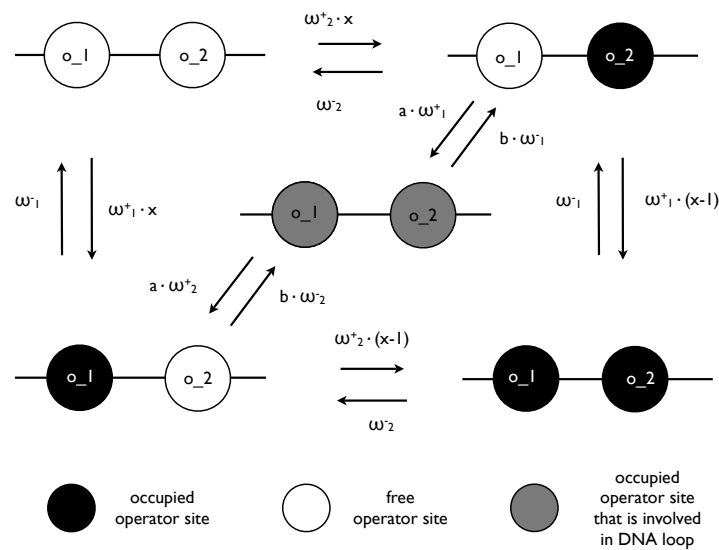 ω⁺₂ · x
o_1 o_2
o_1 o_2
ω⁻₂
a · ω⁺₁
b · ω⁻₁
ω⁻₁
ω⁺₁ · x
o_1 o_2
ω⁻₁
ω⁺₁ · (x-1)
a · ω⁺₂
b · ω⁻₂
ω⁺₂ · (x-1)
o_1 o_2
o_1 o_2
ω⁻₂
occupied
operator site
free
operator site
occupied
operator site
that is involved
in DNA loop